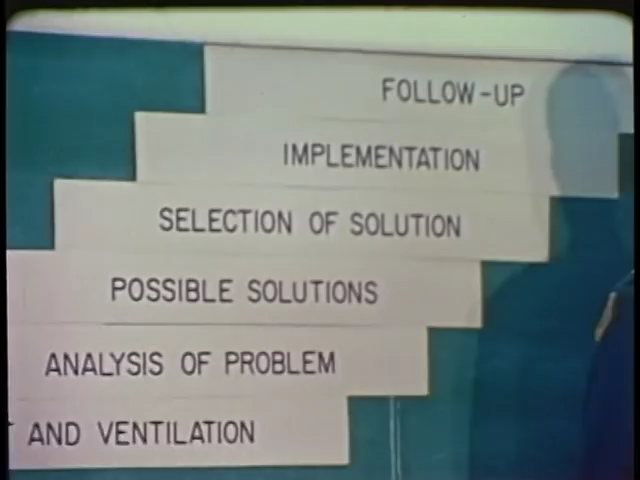 FOLLOW-UP
IMPLEMENTATION
SELECTION OF SOLUTION
POSSIBLE SOLUTIONS
ANALYSIS OF PROBLEM
AND VENTILATION